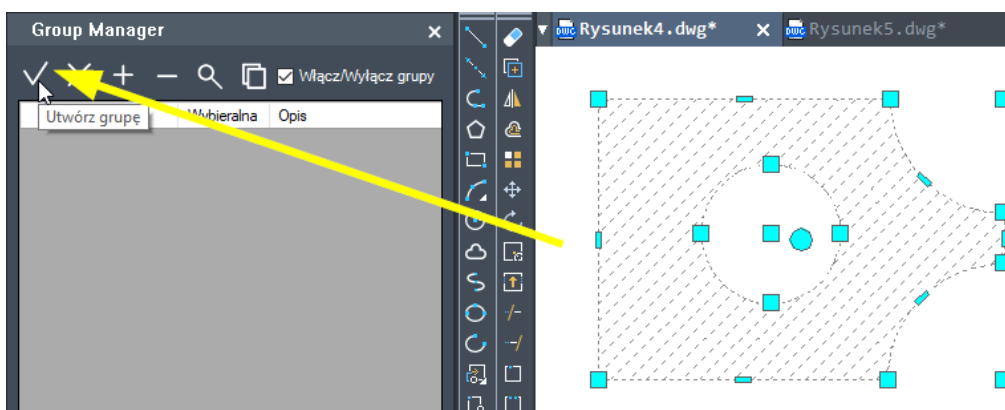 Group Manager
Rysunek4.dwg*
Rysunek5.dwg*
Włącz/Wyłącz grupy
Utwórz grupę
Wybieralna
Opis